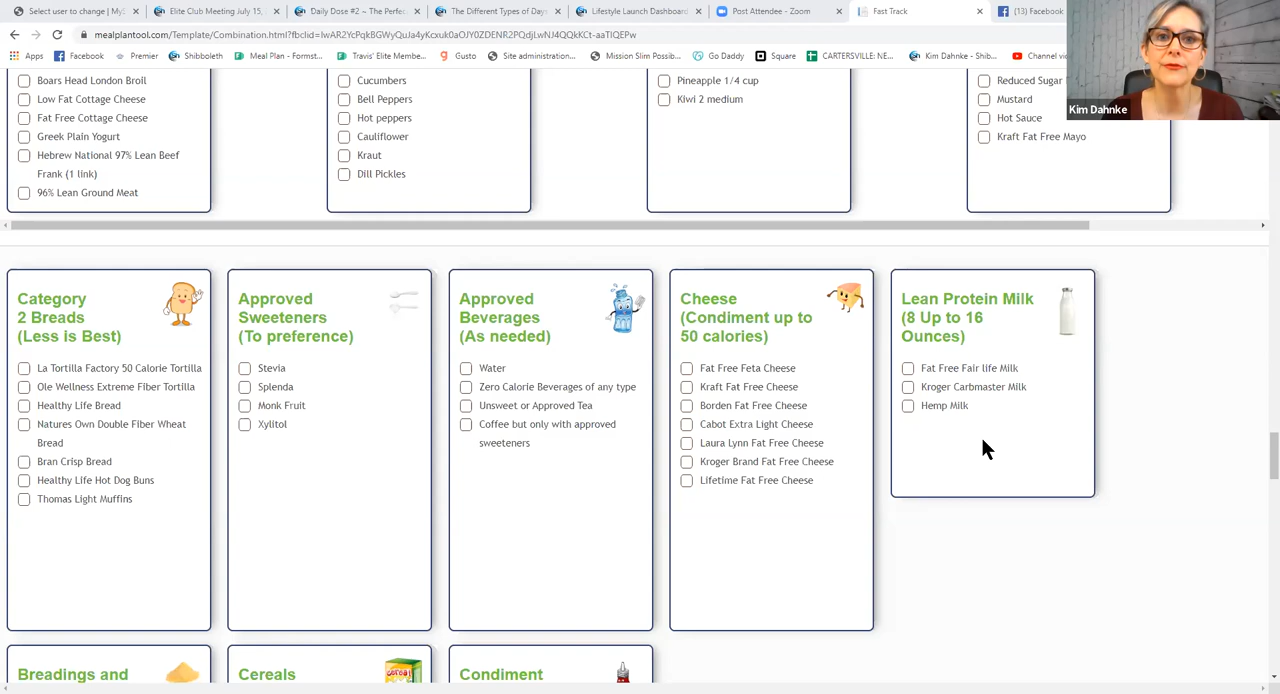 Select user to change | MyS
Elite Club Meeting July 15,
Daily Dose #2 ~ The Perfec
The Different Types of Days
Lifestyle Launch Dashboard
Post Attendee - Zoom
Fast Track
(13) Facebook
mealplantool.com/Template/Combination.html?fbclid=
Apps
Facebook
Premier
Shibboleth
Meal Plan - Formst...
Travis' Elite Membe...
Gusto
Site administration...
Mission Slim Possib...
Go Daddy
Square
CARTERSVILLE: NE...
Kim Dahnke - Shib...
Channel vi
Kim Dahnke
Boars Head London Broil
Low Fat Cottage Cheese
Fat Free Cottage Cheese
Greek Plain Yogurt
Hebrew National 97% Lean Beef
Frank (1 link)
96% Lean Ground Meat
Cucumbers
Bell Peppers
Hot peppers
Cauliflower
Kraut
Dill Pickles
Pineapple 1/4 cup
Kiwi 2 medium
Reduced Sugar
Mustard
Hot Sauce
Kraft Fat Free Mayo
Category
2 Breads
(Less is Best)
La Tortilla Factory 50 Calorie Tortilla
Ole Wellness Extreme Fiber Tortilla
Healthy Life Bread
Natures Own Double Fiber Wheat
Bread
Bran Crisp Bread
Healthy Life Hot Dog Buns
Thomas Light Muffins
Approved
Sweeteners
(To preference)
Stevia
Splenda
Monk Fruit
Xylitol
Approved
Beverages
(As needed)
Water
Zero Calorie Beverages of any type
Unsweet or Approved Tea
Coffee but only with approved
sweeteners
Cheese
(Condiment up to
50 calories)
Fat Free Feta Cheese
Kraft Fat Free Cheese
Borden Fat Free Cheese
Cabot Extra Light Cheese
Laura Lynn Fat Free Cheese
Kroger Brand Fat Free Cheese
Lifetime Fat Free Cheese
Lean Protein Milk
(8 Up to 16
Ounces)
Fat Free Fair life Milk
Kroger Carbmaster Milk
Hemp Milk
Breadings and
Cereals
Condiment